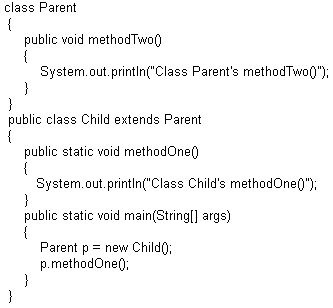 class Parent
{
public void methodTwo()
{
System.out.println("Class Parent's methodTwo()");
}
}
public class Child extends Parent
{
public static void methodOne()
{
System.out.println("Class Child's methodOne()");
}
public static void main(String[] args)
{
Parent p = new Child();
p.methodOne();
}
}